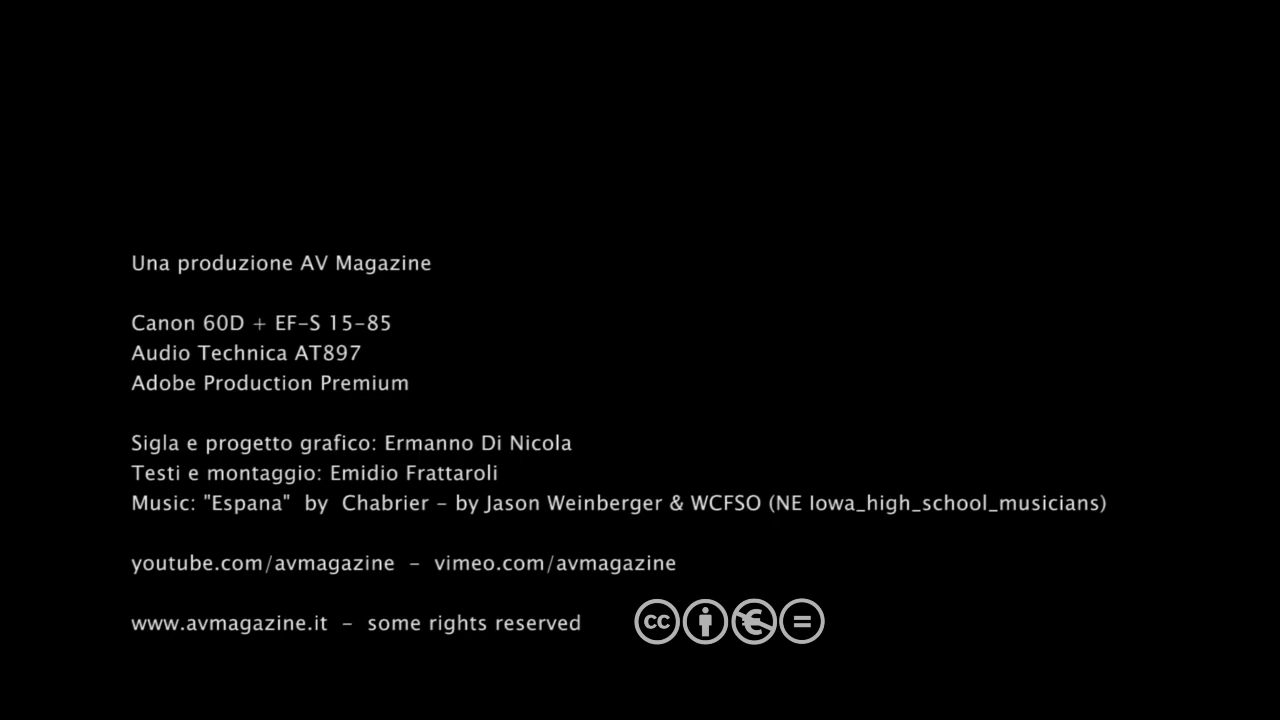 Una produzione AV Magazine
Canon 60D + EF-S 15-85
Audio Technica AT897
Adobe Production Premium
Sigla e progetto grafico: Ermanno Di Nicola
Testi e montaggio: Emidio Frattaroli
Music: "Espana" by Chabrier - by Jason Weinberger & WCFSO (NE Iowa_high_school_musicians)
youtube.com/avmagazine - vimeo.com/avmagazine
www.avmagazine.it - some rights reserved cc € =